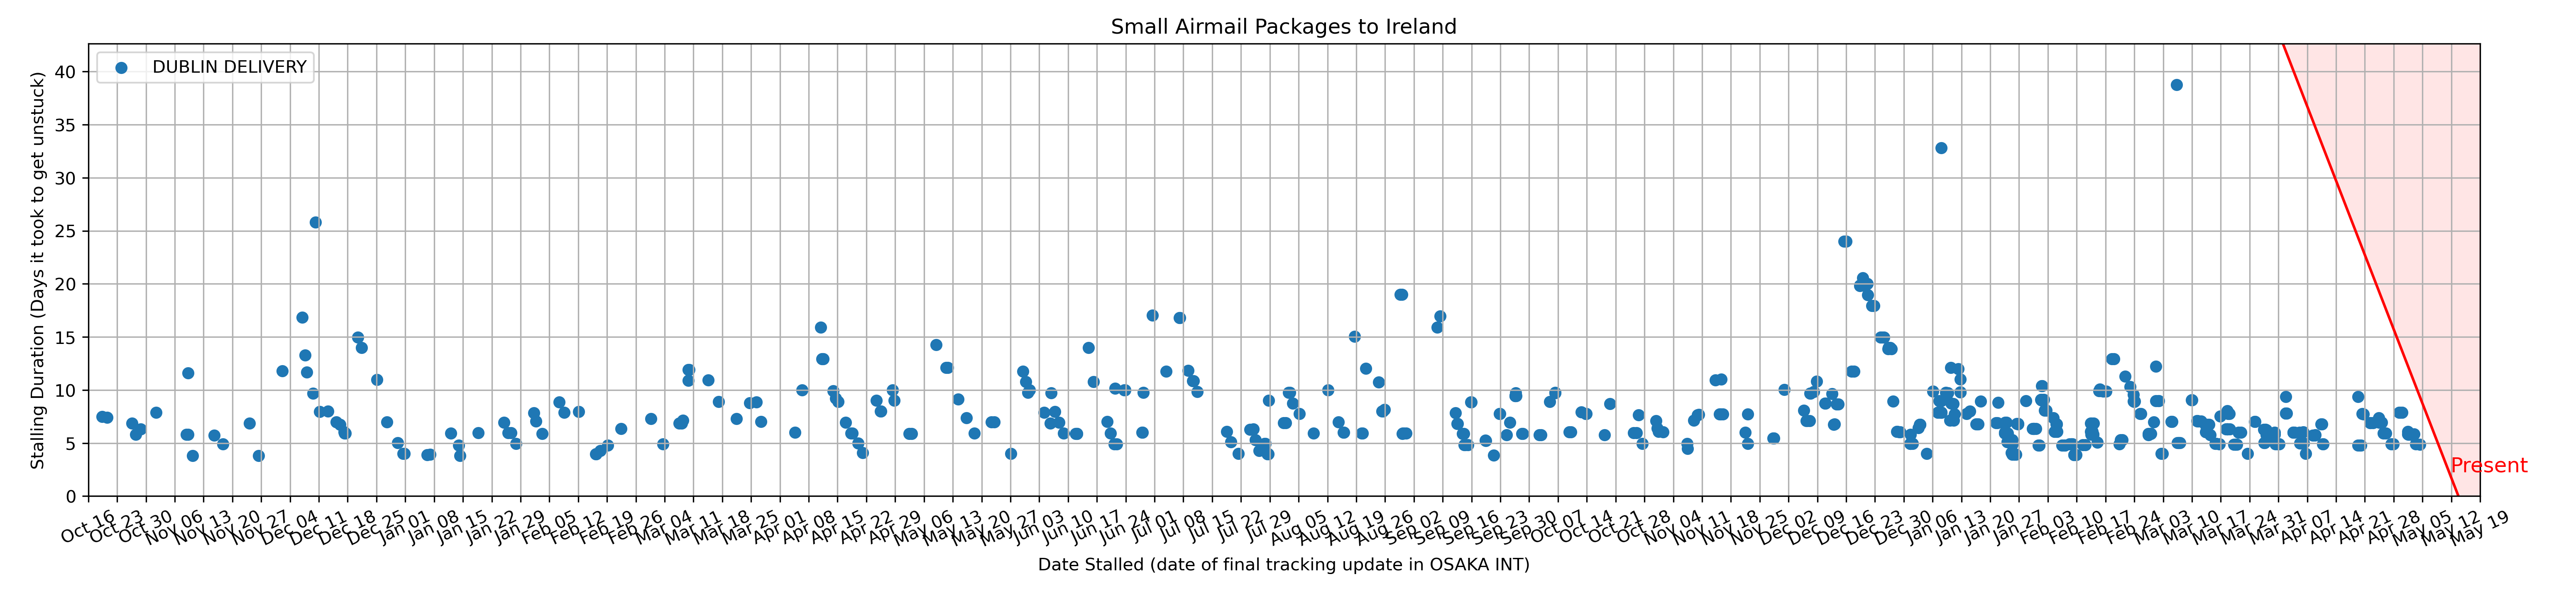 Small Airmail Packages to Ireland
DUBLIN DELIVERY
Stalling Duration (Days it took to get unstuck)
40
35
30
25
20
15
10
5
0
Present
Oct 16
Oct 23
Oct 30
Nov 06
Nov 13
Nov 20
Nov 27
Dec 04
Dec 11
Dec 18
Dec 25
Jan 01
Jan 08
Jan 15
Jan 22
Jan 29
Feb 05
Feb 12
Feb 19
Feb 26
Mar 04
Mar 11
Mar 18
Mar 25
Apr 01
Apr 08
Apr 15
Apr 22
Apr 29
May 06
May 13
May 20
May 27
Jun 03
Jun 10
Jun 17
Jun 24
Jul 01
Jul 08
Jul 15
Jul 22
Jul 29
Aug 05
Aug 12
Aug 19
Aug 26
Sep 02
Sep 09
Sep 16
Sep 23
Sep 30
Oct 07
Oct 14
Oct 21
Oct 28
Nov 04
Nov 11
Nov 18
Nov 25
Dec 02
Dec 09
Dec 16
Dec 23
Dec 30
Jan 06
Jan 13
Jan 20
Jan 27
Feb 03
Feb 10
Feb 17
Feb 24
Mar 03
Mar 10
Mar 17
Mar 24
Mar 31
Apr 07
Apr 14
Apr 21
Apr 28
May 05
May 12
May 19
Date Stalled (date of final tracking update in OSAKA INT)